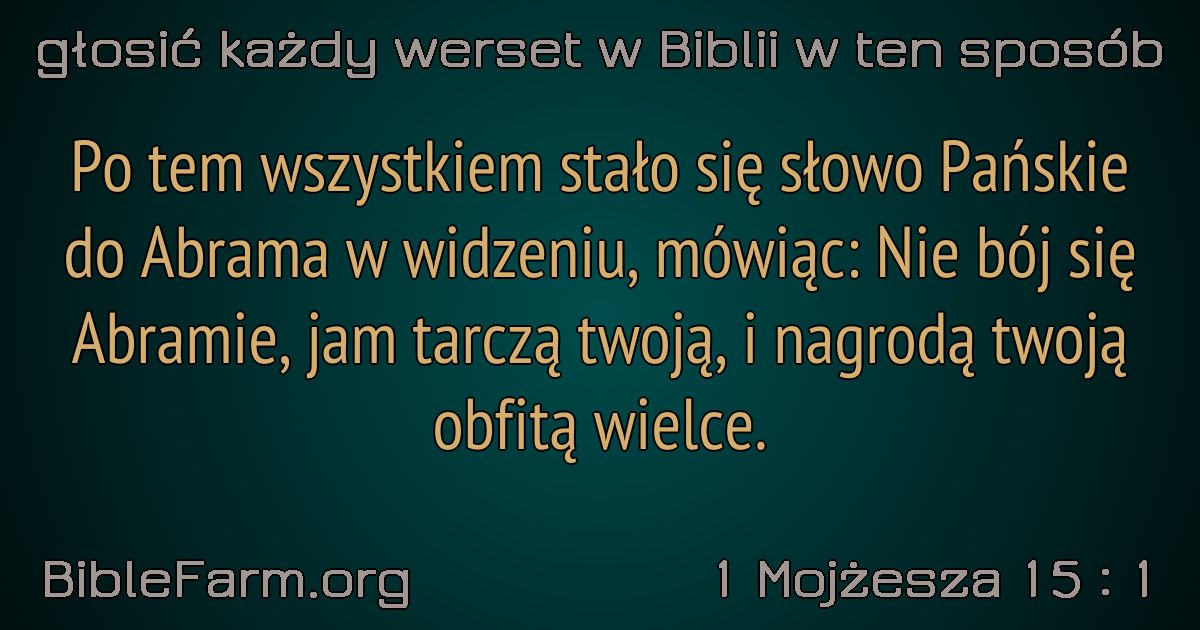 głosić każdy werset w Biblii w ten sposób
Po tem wszystkiem stało się słowo Pańskie
do Abrama w widzeniu, mówiąc: Nie bój się
Abramie, jam tarczą twoją, i nagrodą twoją
obfitą wielce.
BibleFarm.org
1 Mojżesza 15 : 1